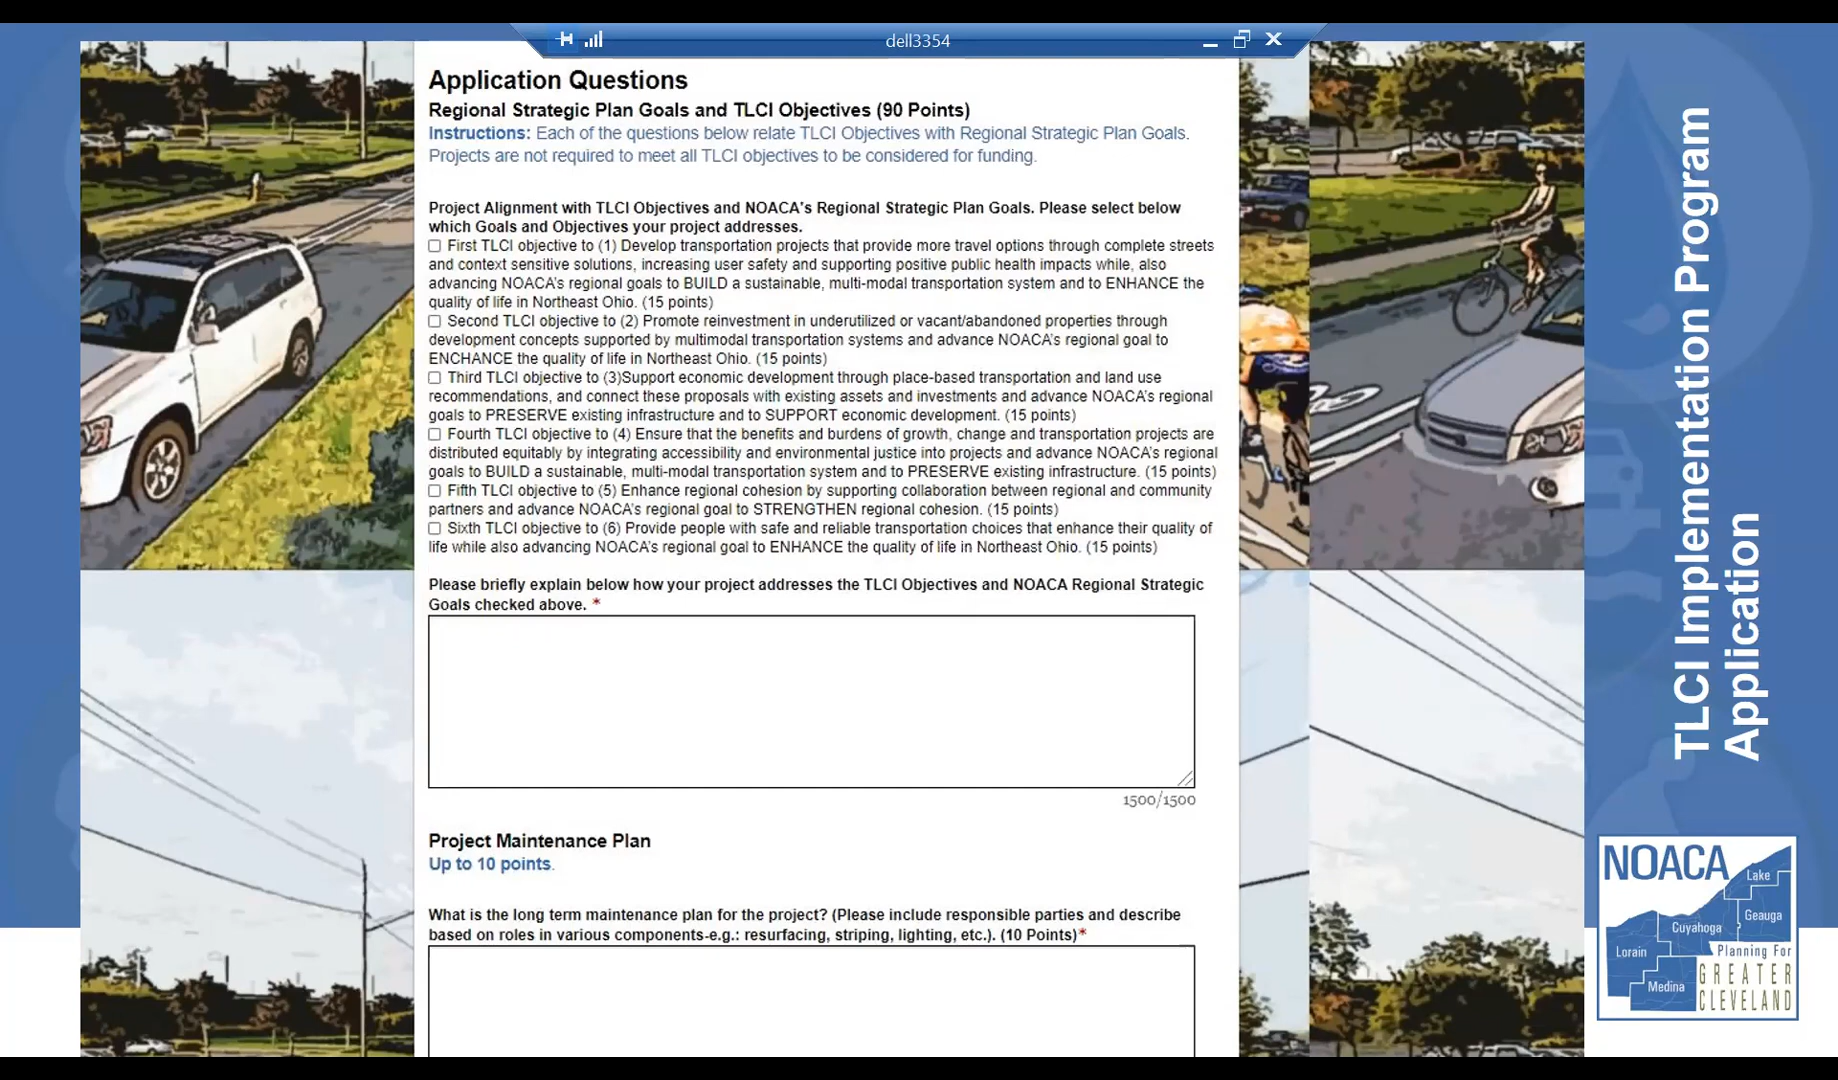 dell3354
Application Questions
Regional Strategic Plan Goals and TLCI Objectives (90 Points)
Instructions: Each of the questions below relate TLCI Objectives with Regional Strategic Plan Goals.
Projects are not required to meet all TLCI objectives to be considered for funding.
Project Alignment with TLCI Objectives and NOACA's Regional Strategic Plan Goals. Please select below
which Goals and Objectives your project addresses.
First TLCI objective to (1) Develop transportation projects that provide more travel options through complete streets
and context sensitive solutions, increasing user safety and supporting positive public health impacts while, also
advancing NOACA's regional goals to BUILD a sustainable, multi-modal transportation system and to ENHANCE the
quality of life in Northeast Ohio. (15 points)
Second TLCI objective to (2) Promote reinvestment in underutilized or vacant/abandoned properties through
development concepts supported by multimodal transportation systems and advance NOACA's regional goal to
ENCHANCE the quality of life in Northeast Ohio. (15 points)
Third TLCI objective to (3)Support economic development through place-based transportation and land use
recommendations, and connect these proposals with existing assets and investments and advance NOACA's regional
goals to PRESERVE existing infrastructure and to SUPPORT economic development. (15 points)
Fourth TLCI objective to (4) Ensure that the benefits and burdens of growth, change and transportation projects are
distributed equitably by integrating accessibility and environmental justice into projects and advance NOACA's regional
goals to BUILD a sustainable, multi-modal transportation system and to PRESERVE existing infrastructure. (15 points)
Fifth TLCI objective to (5) Enhance regional cohesion by supporting collaboration between regional and community
partners and advance NOACA's regional goal to STRENGTHEN regional cohesion. (15 points)
Sixth TLCI objective to (6) Provide people with safe and reliable transportation choices that enhance their quality of
life while also advancing NOACA's regional goal to ENHANCE the quality of life in Northeast Ohio. (15 points)
Please briefly explain below how your project addresses the TLCI Objectives and NOACA Regional Strategic
Goals checked above. *
1500/1500
Project Maintenance Plan
Up to 10 points.
What is the long term maintenance plan for the project? (Please include responsible parties and describe
based on roles in various components-e.g.: resurfacing, striping, lighting, etc.). (10 Points)*
TLCI Implementation Program
Application
NOACA
Lake
Geauga
Cuyahoga
Lorain
Medina
Planning For
GREATER
CLEVELAND